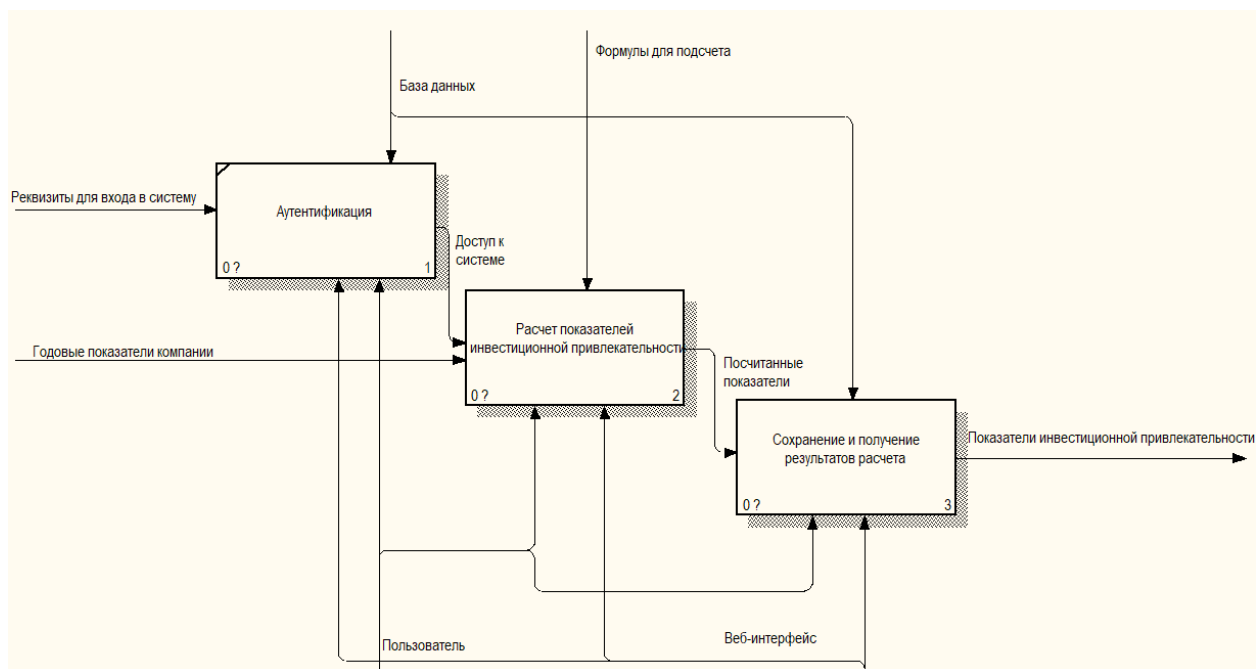 Формулы для подсчета
База данных
Реквизиты для входа в систему
Аутентификация
0 ?
1
Доступ к
системе
Годовые показатели компании
Расчет показателей
инвестиционной привлекательности
0 ?
2
Посчитанные
показатели
Сохранение и получение
результатов расчета
0 ?
3
Показатели инвестиционной привлекательности
Пользователь
Веб-интерфейс